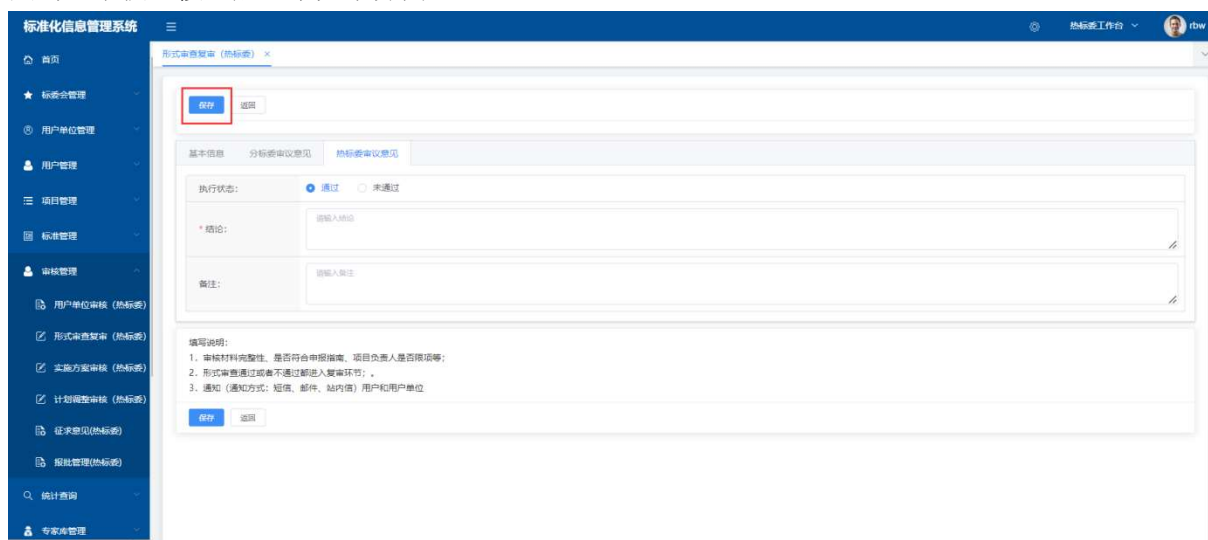 标准化信息管理系统
热标委工作台
rbw
首页
形式审查复审（热标委） ×
标委会管理
保存
返回
用户单位管理
基本信息
分标委审议意见
热标委审议意见
用户管理
执行状态:
通过
未通过
项目管理
请输入结论
* 结论:
标准管理
审核管理
请输入备注
备注:
用户单位审核（热标委）
形式审查复审（热标委）
填写说明:
1、审核材料完整性、是否符合申报指南、项目负责人是否限项等；
实施方案审核（热标委）
2、形式审查通过或者不通过都进入复审环节；。
3、通知（通知方式：短信、邮件、站内信）用户和用户单位
计划调整审核（热标委）
保存
返回
征求意见(热标委)
报批管理(热标委)
统计查询
专家库管理